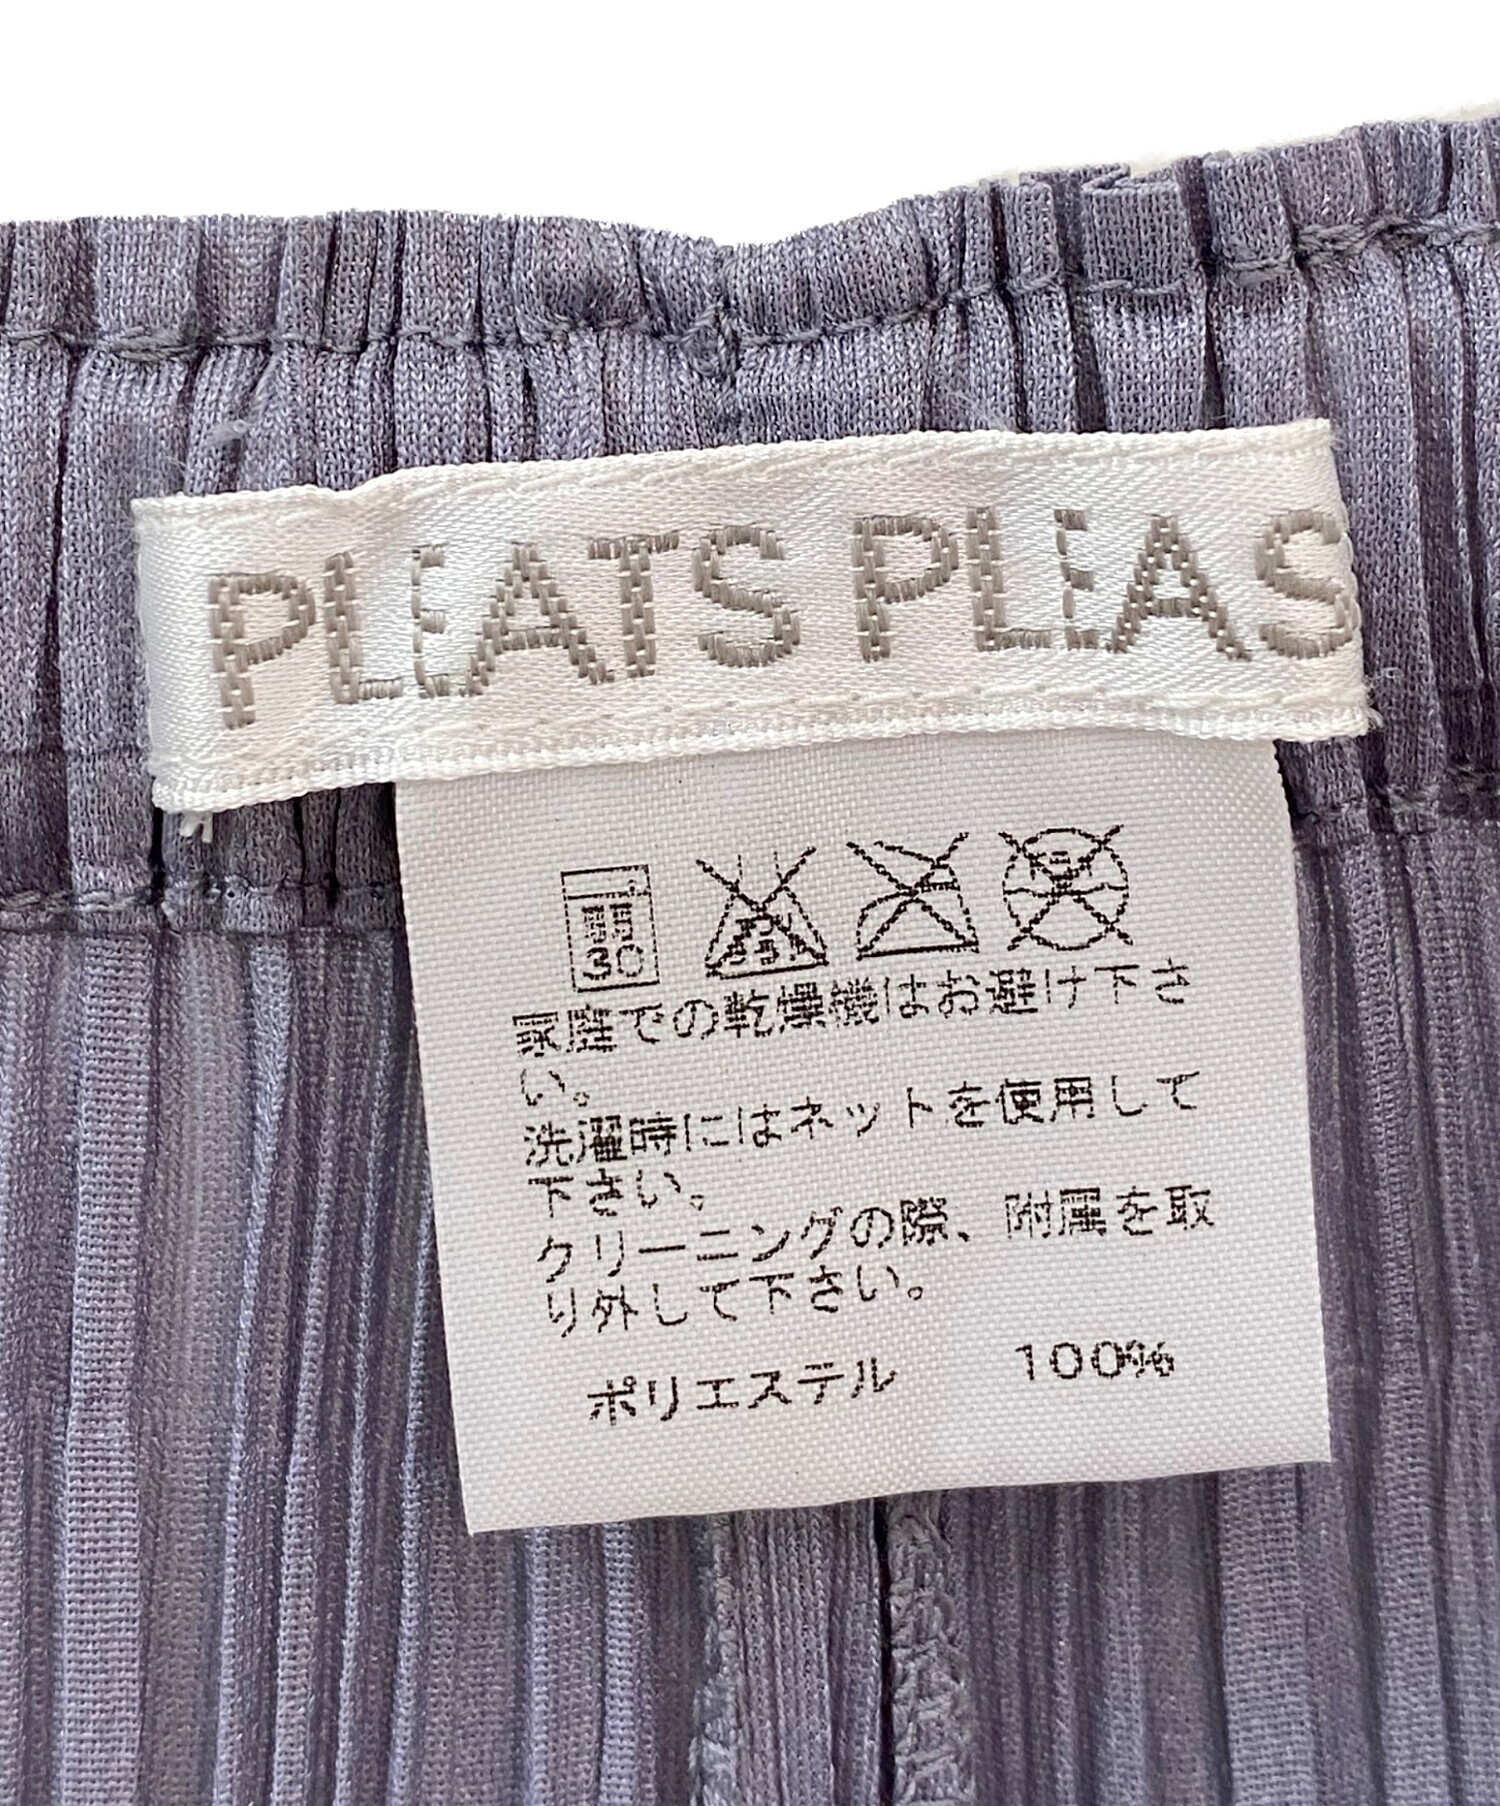 PLEATS PLEAS
弱
30
家庭での乾燥機はお避け下さ
い。
洗濯時にはネットを使用して
下さい。
クリーニングの際、附属を取
り外して下さい。
ポリエステル 100%